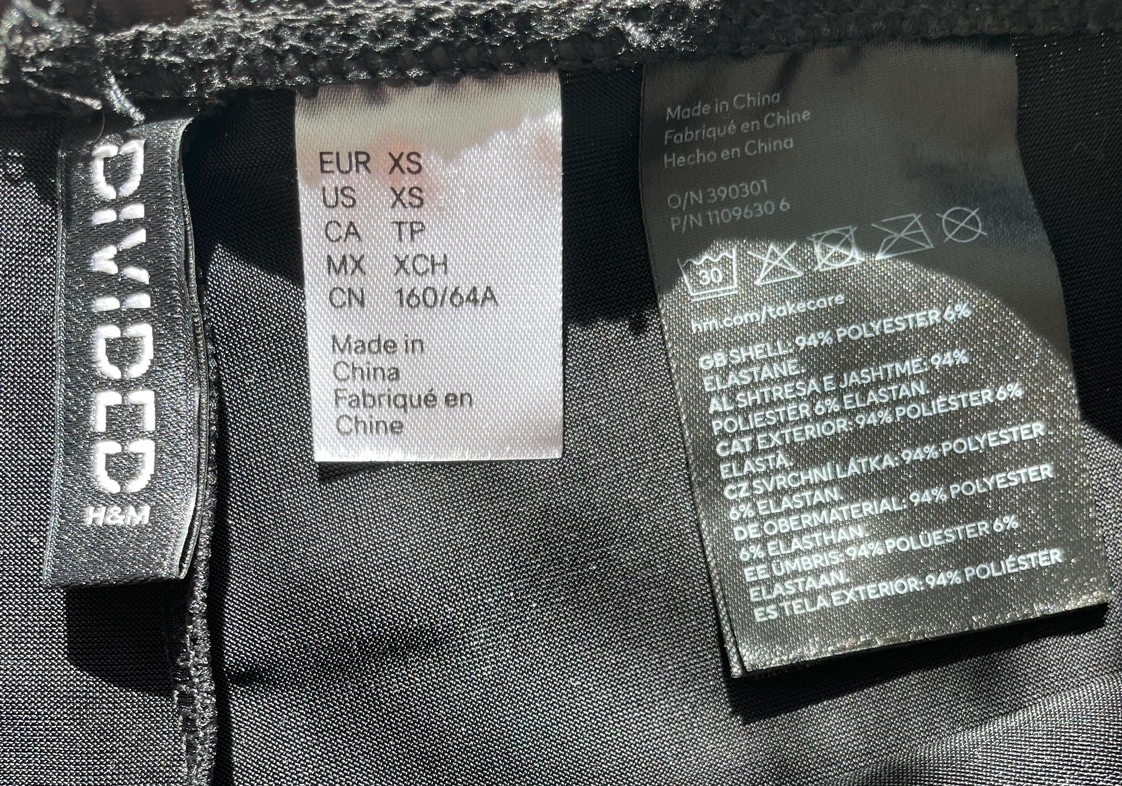 DIVIDED
H&M
EUR XS
US XS
CA TP
MX XCH
CN 160/64A
Made in
China
Fabriqué en
Chine
Made in China
Fabriqué en Chine
Hecho en China
O/N 390301
P/N 1109630 6
30
hm.com/takecare
GB SHELL: 94% POLYESTER 6%
ELASTANE.
AL SHTRESA E JASHTME: 94%
POLIESTER 6% ELASTAN.
CAT EXTERIOR: 94% POLIÈSTER 6%
ELASTÀ.
CZ SVRCHNÍ LÁTKA: 94% POLYESTER
6% ELASTAN.
DE OBERMATERIAL: 94% POLYESTER
6% ELASTHAN.
EE ÜMBRIS: 94% POLÜESTER 6%
ELASTAAN.
ES TELA EXTERIOR: 94% POLIÉSTER